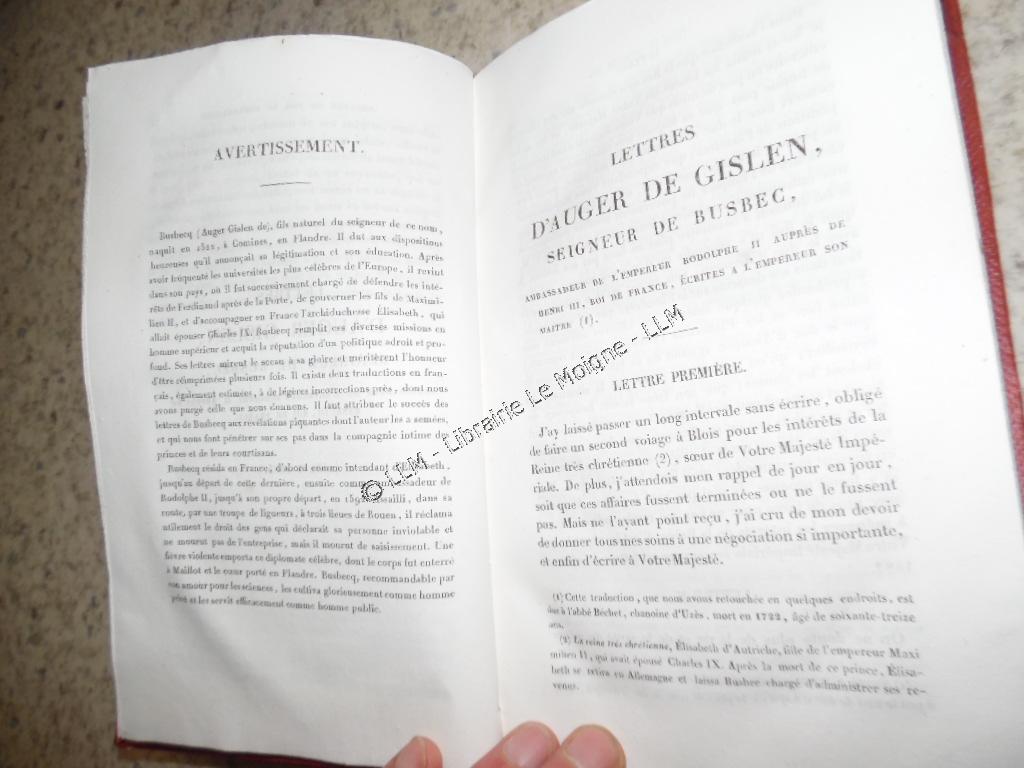 AVERTISSEMENT.
Busbecq (Auger Gislen de), fils naturel du seigneur de ce nom,
naquit en 1522, à Comines, en Flandre. Il dut aux dispositions
heureuses qu'il annonçait sa légitimation et son éducation. Après
avoir fréquenté les universités les plus célèbres de l'Europe, il revint
dans son pays, où il fut successivement chargé de défendre les inté-
rêts de Ferdinand après de la Porte, de gouverner les fils de Maximi-
lien II, et d'accompagner en France l'archiduchesse Élisabeth, qui
allait épouser Charles IX. Busbecq remplit ces diverses missions en
homme supérieur et acquit la réputation d'un politique adroit et pro-
fond. Ses lettres mirent le sceau à sa gloire et méritèrent l'honneur
d'être réimprimées plusieurs fois. Il existe deux traductions en fran-
çais, également estimées, à de légères incorrections près, dont nous
avons purgé celle que nous donnons. Il faut attribuer le succès des
lettres de Busbecq aux révélations piquantes dont l'auteur les a semées,
et qui nous font pénétrer sur ses pas dans la compagnie intime de
princes et de leurs courtisans.
Busbecq résida en France, d'abord comme intendant d'Élisabeth,
jusqu'au départ de cette dernière, ensuite comme ambassadeur de
Rodolphe II, jusqu'à son propre départ, en Assailli, dans sa
route, par une troupe de ligueurs, à trois lieues de Rouen, il réclama
utilement le droit des gens qui déclarait sa personne inviolable et
ne mourut pas de l'entreprise, mais il mourut de saisissement. Une
fièvre violente emporta ce diplomate célèbre, dont le corps fut enterré
à Maillot et le cœur porté en Flandre. Busbecq, recommandable par
son amour pour les sciences, les cultiva glorieusement comme homme
privé et les servit efficacement comme homme public.
LETTRES
D'AUGER DE GISLEN,
SEIGNEUR DE BUSBEC,
AMBASSADEUR DE L'EMPEREUR RODOLPHE II AUPRÈS DE
HENRI III, ROI DE FRANCE, ÉCRITES A L'EMPEREUR SON
MAITRE (1).
LETTRE PREMIÈRE.
J'ay laissé passer un long intervale sans écrire, obligé
de faire un second voiage à Blois pour les intérêts de la
Reine très chrétienne (2), sœur de Votre Majesté Impé-
riale. De plus, j'attendois mon rappel de jour en jour,
soit que ces affaires fussent terminées ou ne le fussent
pas. Mais ne l'ayant point reçu, j'ai cru de mon devoir
de donner tous mes soins à une négociation si importante,
et enfin d'écrire à Votre Majesté.
(1) Cette traduction, que nous avons retouchée en quelques endroits, est
due à l'abbé Béchet, chanoine d'Uzès, mort en 1722, âgé de soixante-treize
ans.
(2) La reine très chrétienne, Élisabeth d'Autriche, fille de l'empereur Maxi
milien II, qui avait épousé Charles IX. Après la mort de ce prince, Élisa-
beth se retira en Allemagne et laissa Busbec chargé d'administrer ses re-
venus.
© LLM - Librairie Le Moigne - LLM